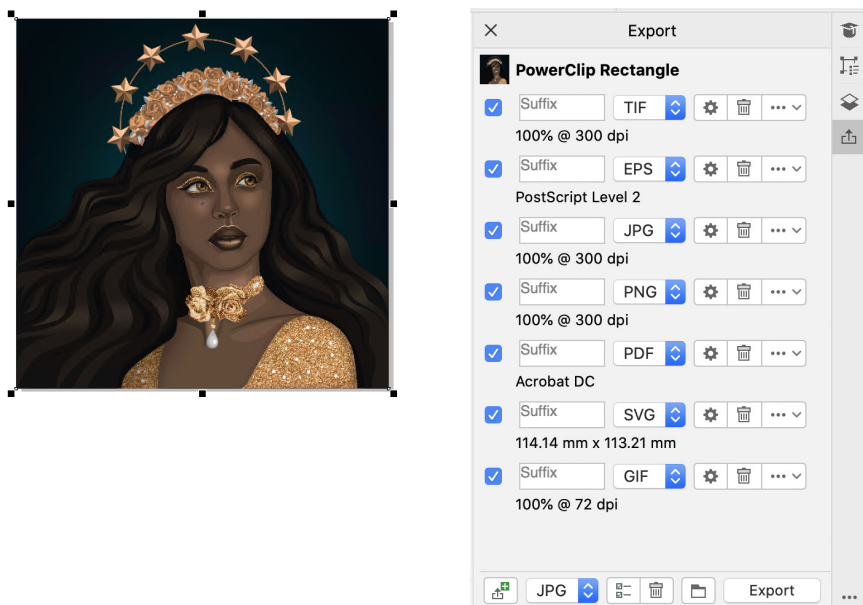 Export
PowerClip Rectangle
Suffix TIF
100% @ 300 dpi
Suffix EPS
PostScript Level 2
Suffix JPG
100% @ 300 dpi
Suffix PNG
100% @ 300 dpi
Suffix PDF
Acrobat DC
Suffix SVG
114.14 mm x 113.21 mm
Suffix GIF
100% @ 72 dpi
JPG Export